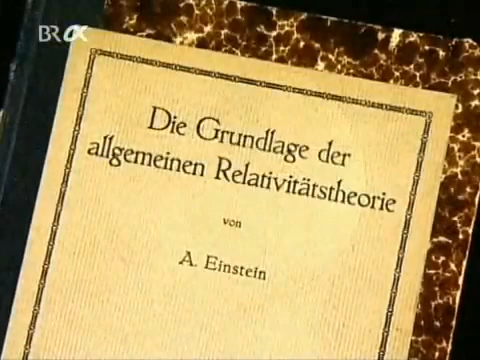 BR α
Die Grundlage der
allgemeinen Relativitätstheorie
von
A. Einstein